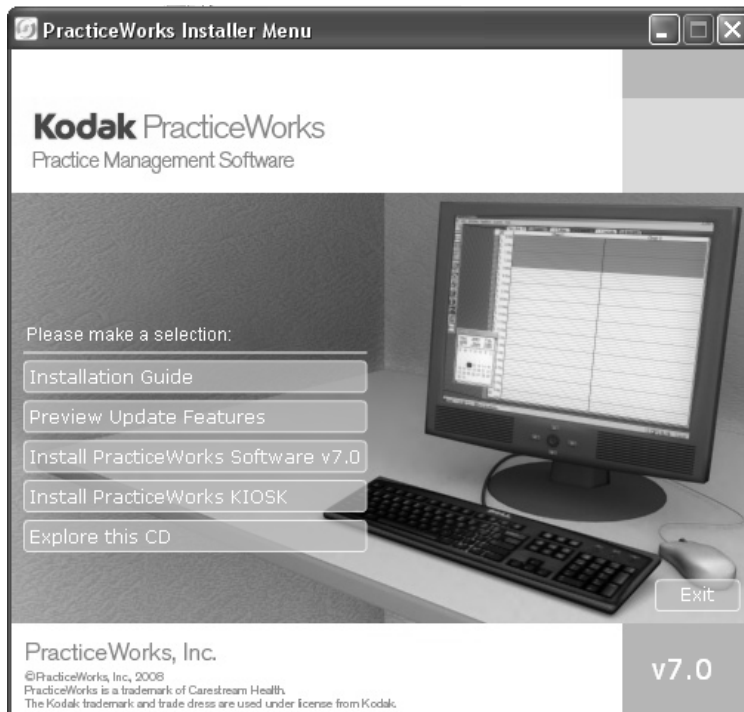 PracticeWorks Installer Menu
Kodak PracticeWorks
Practice Management Software
Please make a selection:
Installation Guide
Preview Update Features
Install PracticeWorks Software v7.0
Install PracticeWorks KIOSK
Explore this CD
Exit
PracticeWorks, Inc.
©PracticeWorks, Inc, 2008
PracticeWorks is a trademark of Carestream Health.
The Kodak trademark and trade dress are used under license from Kodak.
v7.0